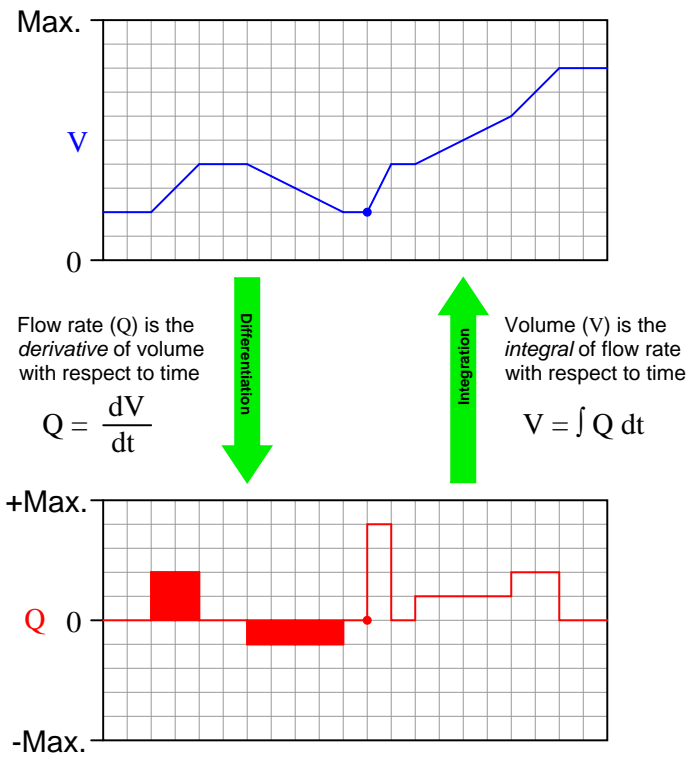 Max.
V
0
Flow rate (Q) is the
derivative of volume
with respect to time
Q = dV/dt
Differentiation
Integration
Volume (V) is the
integral of flow rate
with respect to time
V = ∫ Q dt
+Max.
Q 0
-Max.